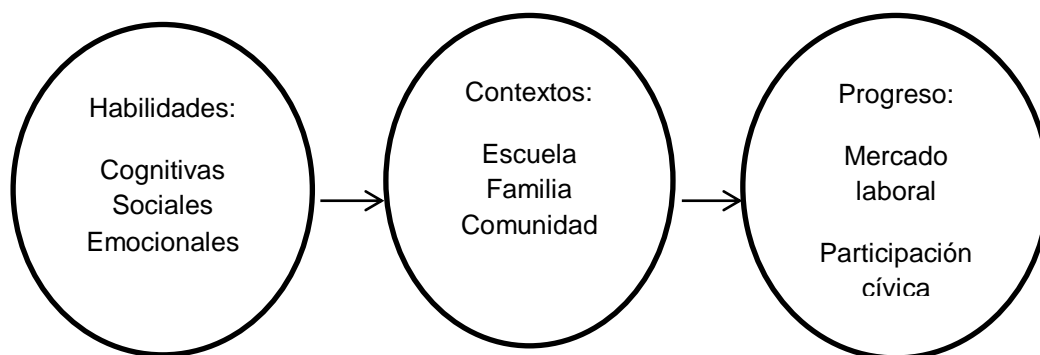 Habilidades:
Cognitivas
Sociales
Emocionales
Contextos:
Escuela
Familia
Comunidad
Progreso:
Mercado
laboral
Participación
cívica